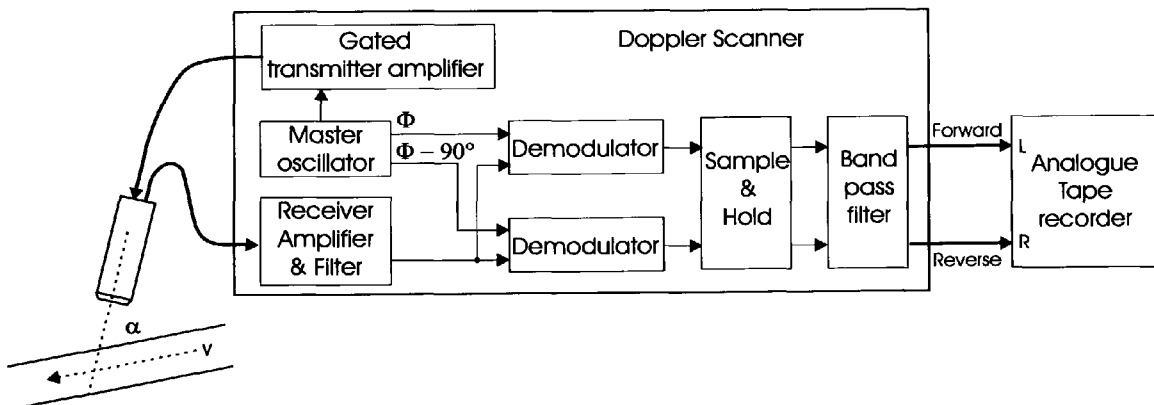 Doppler Scanner
Gated
transmitter amplifier
Master
oscillator
Φ
Φ − 90°
Receiver
Amplifier
& Filter
Demodulator
Demodulator
Sample
&
Hold
Band
pass
filter
Forward
Reverse
L
R
Analogue
Tape
recorder
α
v